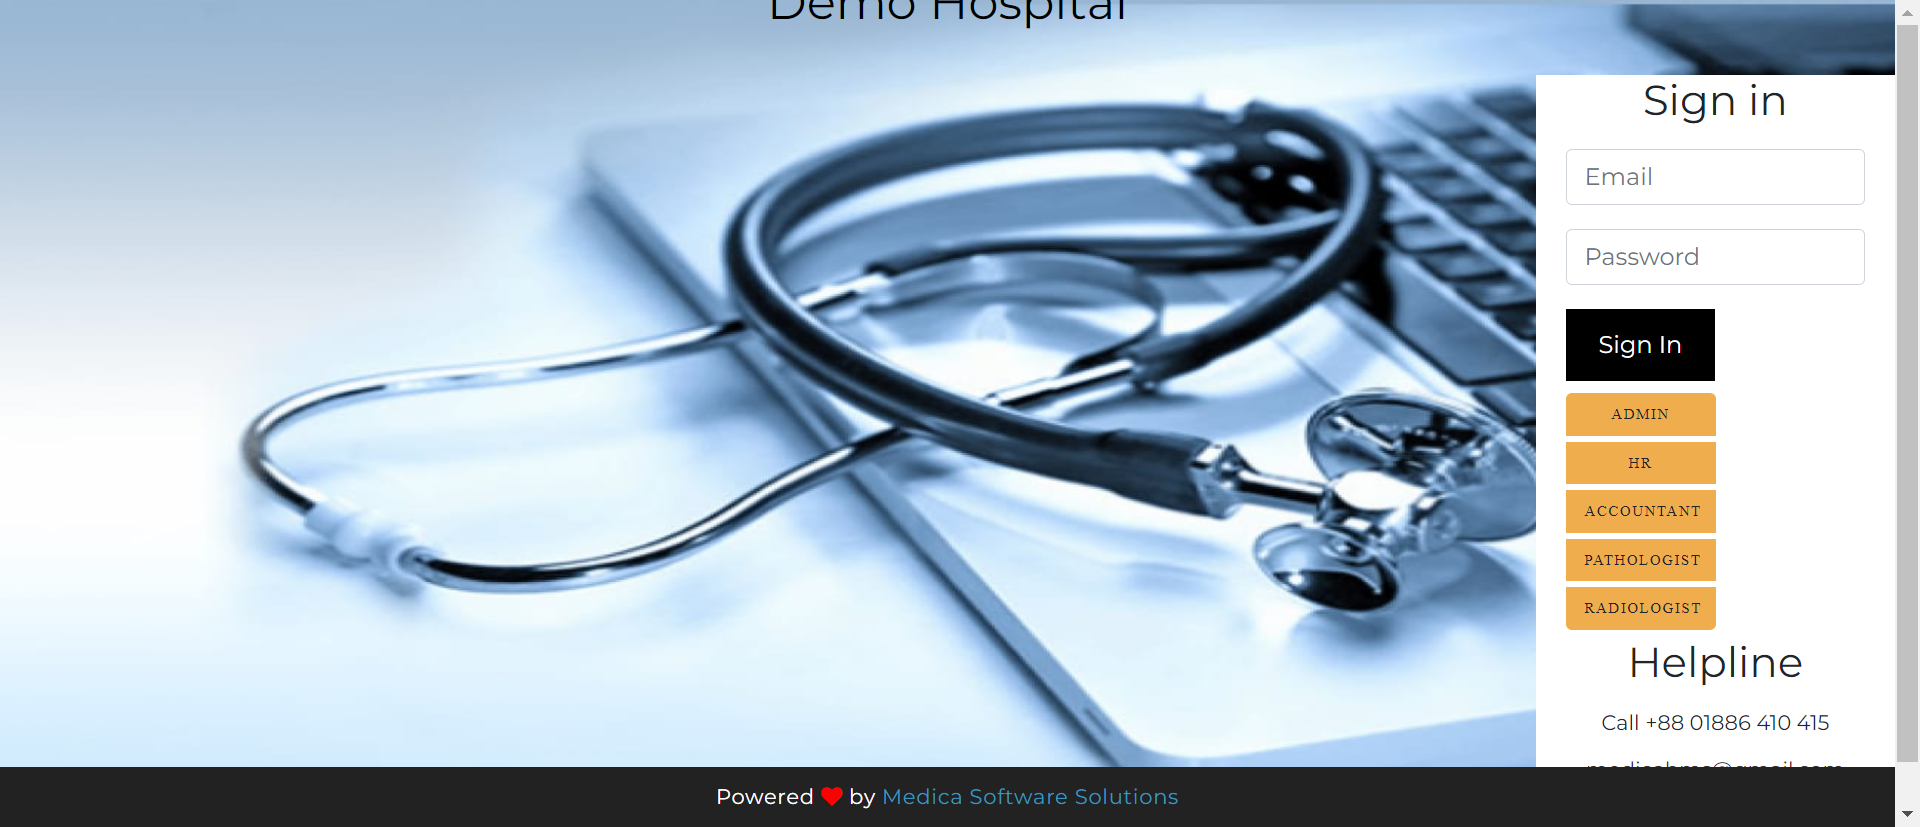 Demo Hospital
Sign in
Email
Password
Sign In
ADMIN
HR
ACCOUNTANT
PATHOLOGIST
RADIOLOGIST
Helpline
Call +88 01886 410 415
Powered by Medica Software Solutions